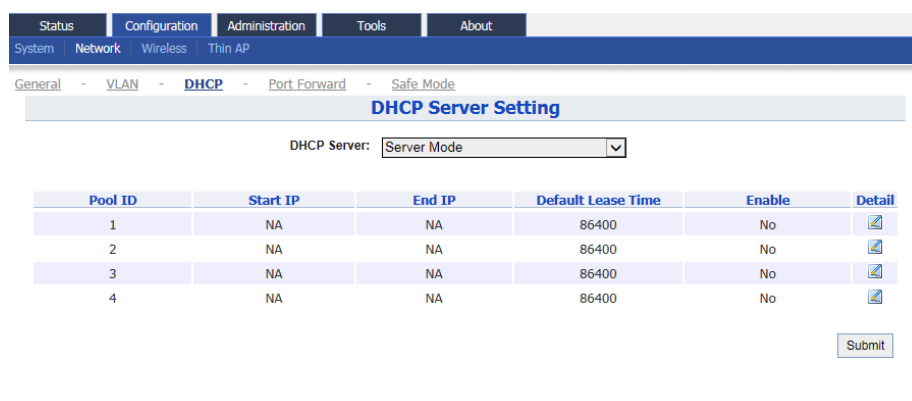 Status Configuration Administration Tools About
System Network Wireless Thin AP
General - VLAN - DHCP - Port Forward - Safe Mode
DHCP Server Setting
DHCP Server: Server Mode
Pool ID Start IP End IP Default Lease Time Enable Detail
1 NA NA 86400 No
2 NA NA 86400 No
3 NA NA 86400 No
4 NA NA 86400 No
Submit